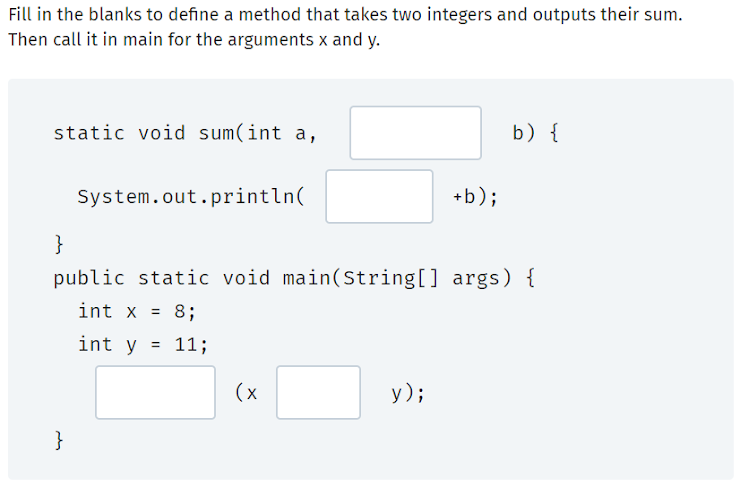 Fill in the blanks to define a method that takes two integers and outputs their sum.
Then call it in main for the arguments x and y.
static void sum(int a, b) {
System.out.println( +b);
}
public static void main(String[] args) {
int x = 8;
int y = 11;
(x y);
}